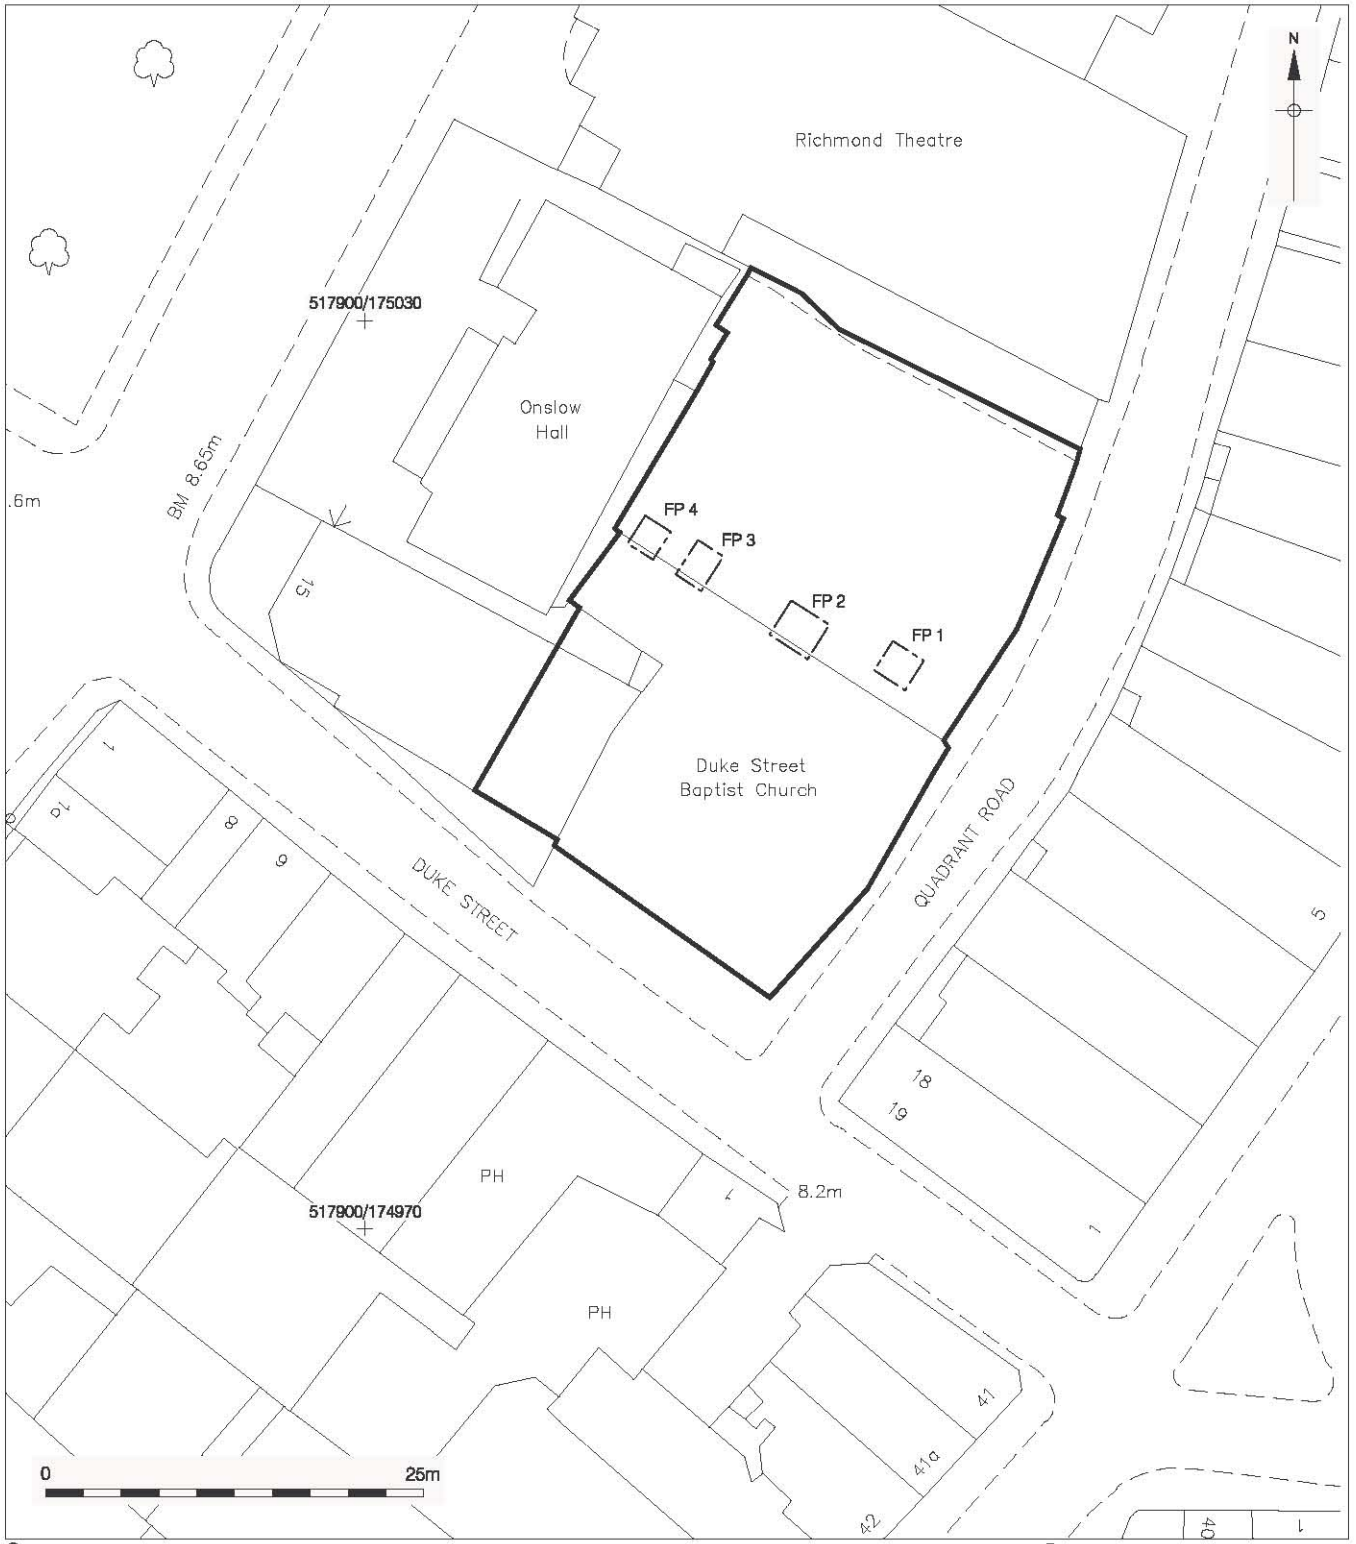 N
Richmond Theatre
517900/175030
Onslow
Hall
BM 8.65m
.6m
FP 4
FP 3
FP 2
FP 1
15
Duke Street
Baptist Church
QUADRANT ROAD
DUKE STREET
1
1a
8
9
5
18
19
1
PH
1
8.2m
517900/174970
PH
41
41a
42
40
1
0
25m